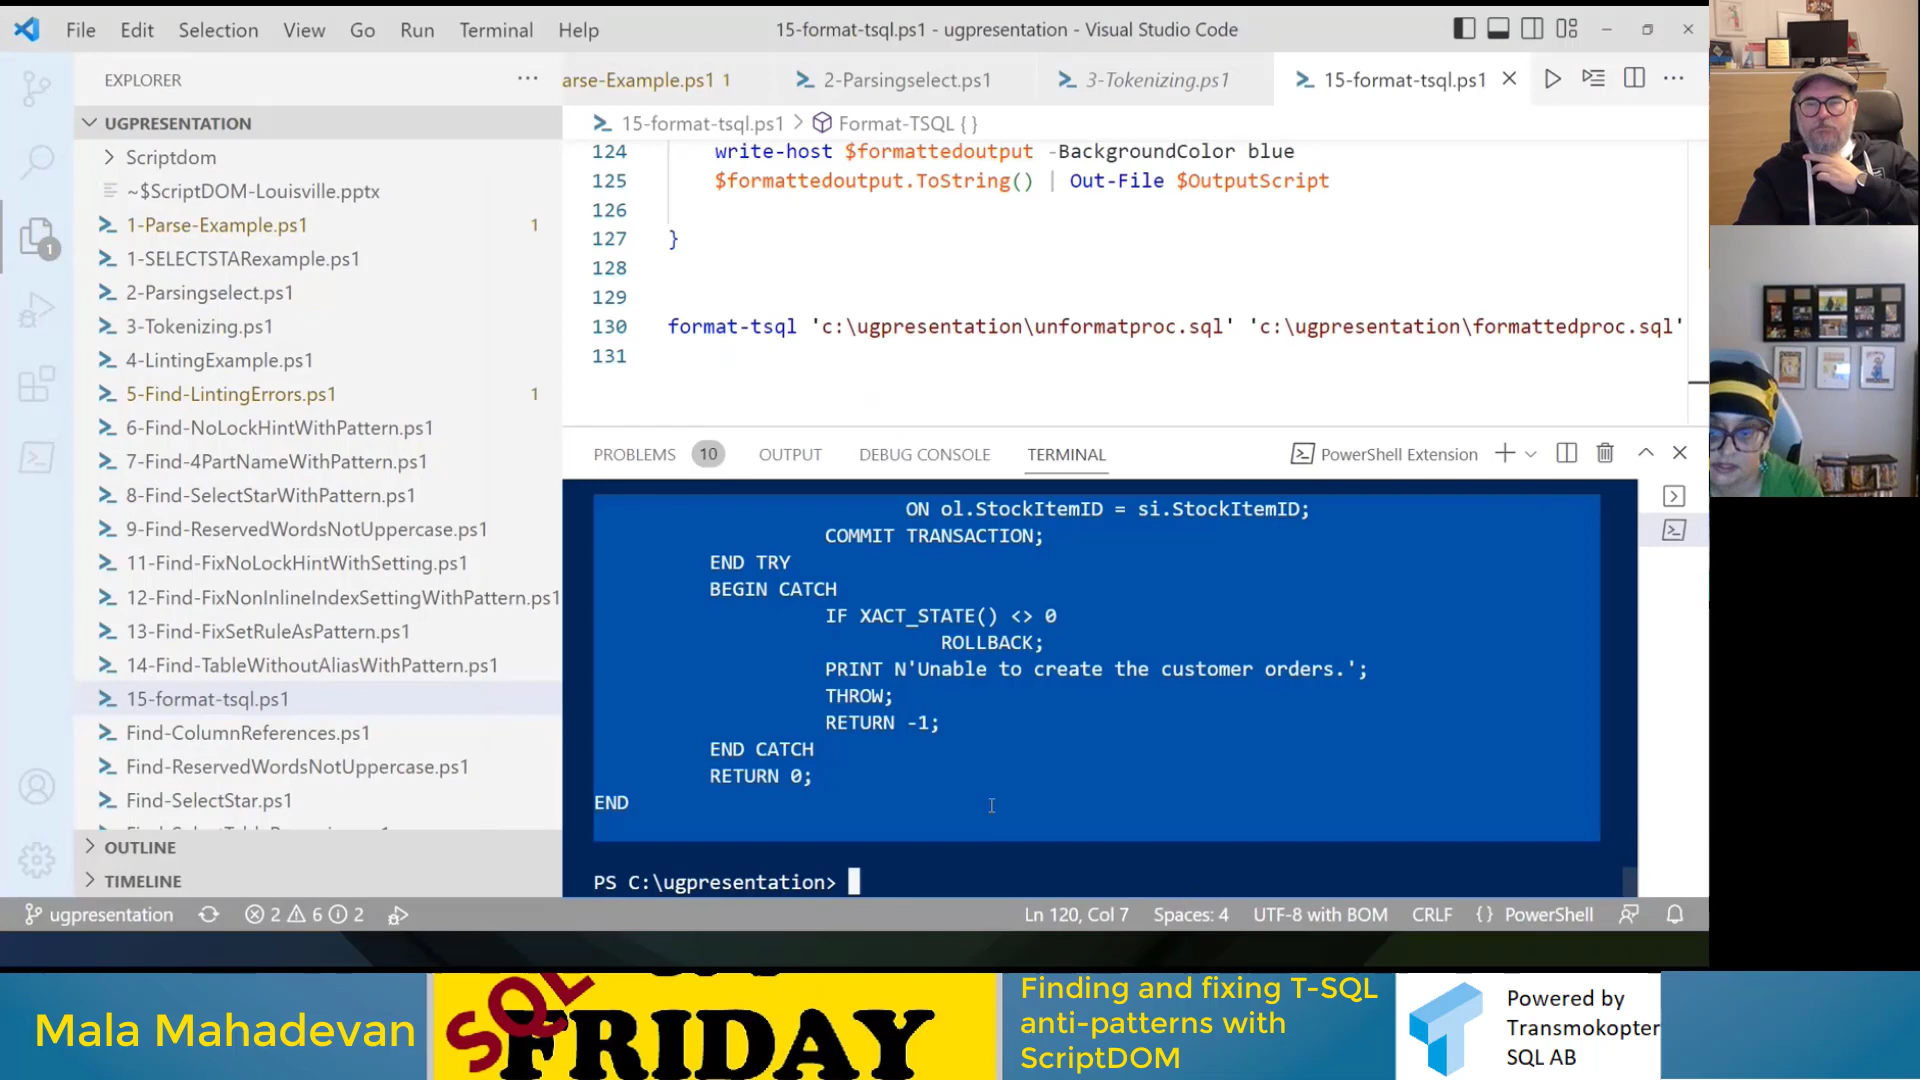 File Edit Selection View Go Run Terminal Help 15-format-tsql.ps1 - ugpresentation - Visual Studio Code
EXPLORER
arse-Example.ps1 1 2-Parsingselect.ps1 3-Tokenizing.ps1 15-format-tsql.ps1
UGPRESENTATION
Scriptdom
~$ScriptDOM-Louisville.pptx
1-Parse-Example.ps1 1
1-SELECTSTARexample.ps1
2-Parsingselect.ps1
3-Tokenizing.ps1
4-LintingExample.ps1
5-Find-LintingErrors.ps1 1
6-Find-NoLockHintWithPattern.ps1
7-Find-4PartNameWithPattern.ps1
8-Find-SelectStarWithPattern.ps1
9-Find-ReservedWordsNotUppercase.ps1
11-Find-FixNoLockHintWithSetting.ps1
12-Find-FixNonInlineIndexSettingWithPattern.ps1
13-Find-FixSetRuleAsPattern.ps1
14-Find-TableWithoutAliasWithPattern.ps1
15-format-tsql.ps1
Find-ColumnReferences.ps1
Find-ReservedWordsNotUppercase.ps1
Find-SelectStar.ps1
OUTLINE
TIMELINE
1
15-format-tsql.ps1 > Format-TSQL { }
124 write-host $formattedoutput -BackgroundColor blue
125 $formattedoutput.ToString() | Out-File $OutputScript
126
127 }
128
129
130 format-tsql 'c:\ugpresentation\unformatproc.sql' 'c:\ugpresentation\formattedproc.sql'
131
PROBLEMS 10 OUTPUT DEBUG CONSOLE TERMINAL PowerShell Extension
ON ol.StockItemID = si.StockItemID;
COMMIT TRANSACTION;
END TRY
BEGIN CATCH
IF XACT_STATE() <> 0
ROLLBACK;
PRINT N'Unable to create the customer orders.';
THROW;
RETURN -1;
END CATCH
RETURN 0;
END
PS C:\ugpresentation>
ugpresentation 2 6 2 Ln 120, Col 7 Spaces: 4 UTF-8 with BOM CRLF { } PowerShell
Mala Mahadevan
SQL
FRIDAY
Finding and fixing T-SQL
anti-patterns with
ScriptDOM
Powered by
Transmokopter
SQL AB